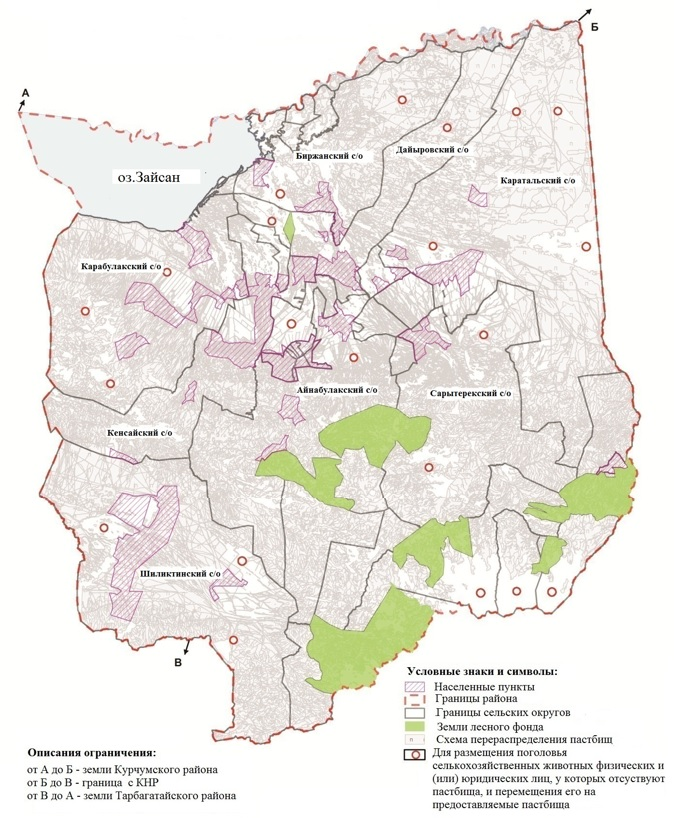 Б
А
Биржанский с/о
Дайыровский с/о
оз.Зайсан
Каратальский с/о
Карабулакский с/о
Айнабулакский с/о
Сарытерекский с/о
Кенсайский с/о
Шиликтинский с/о
В
Условные знаки и символы:
Населенные пункты
Границы района
Границы сельских округов
Земли лесного фонда
Схема перераспределения пастбищ
Для размещения поголовья
сельскохозяйственных животных физических и
(или) юридических лиц, у которых отсуствуют
пастбища, и перемещения его на
предоставляемые пастбища
Описания ограничения:
от А до Б - земли Курчумского района
от Б до В - граница с КНР
от В до А - земли Тарбагатайского района